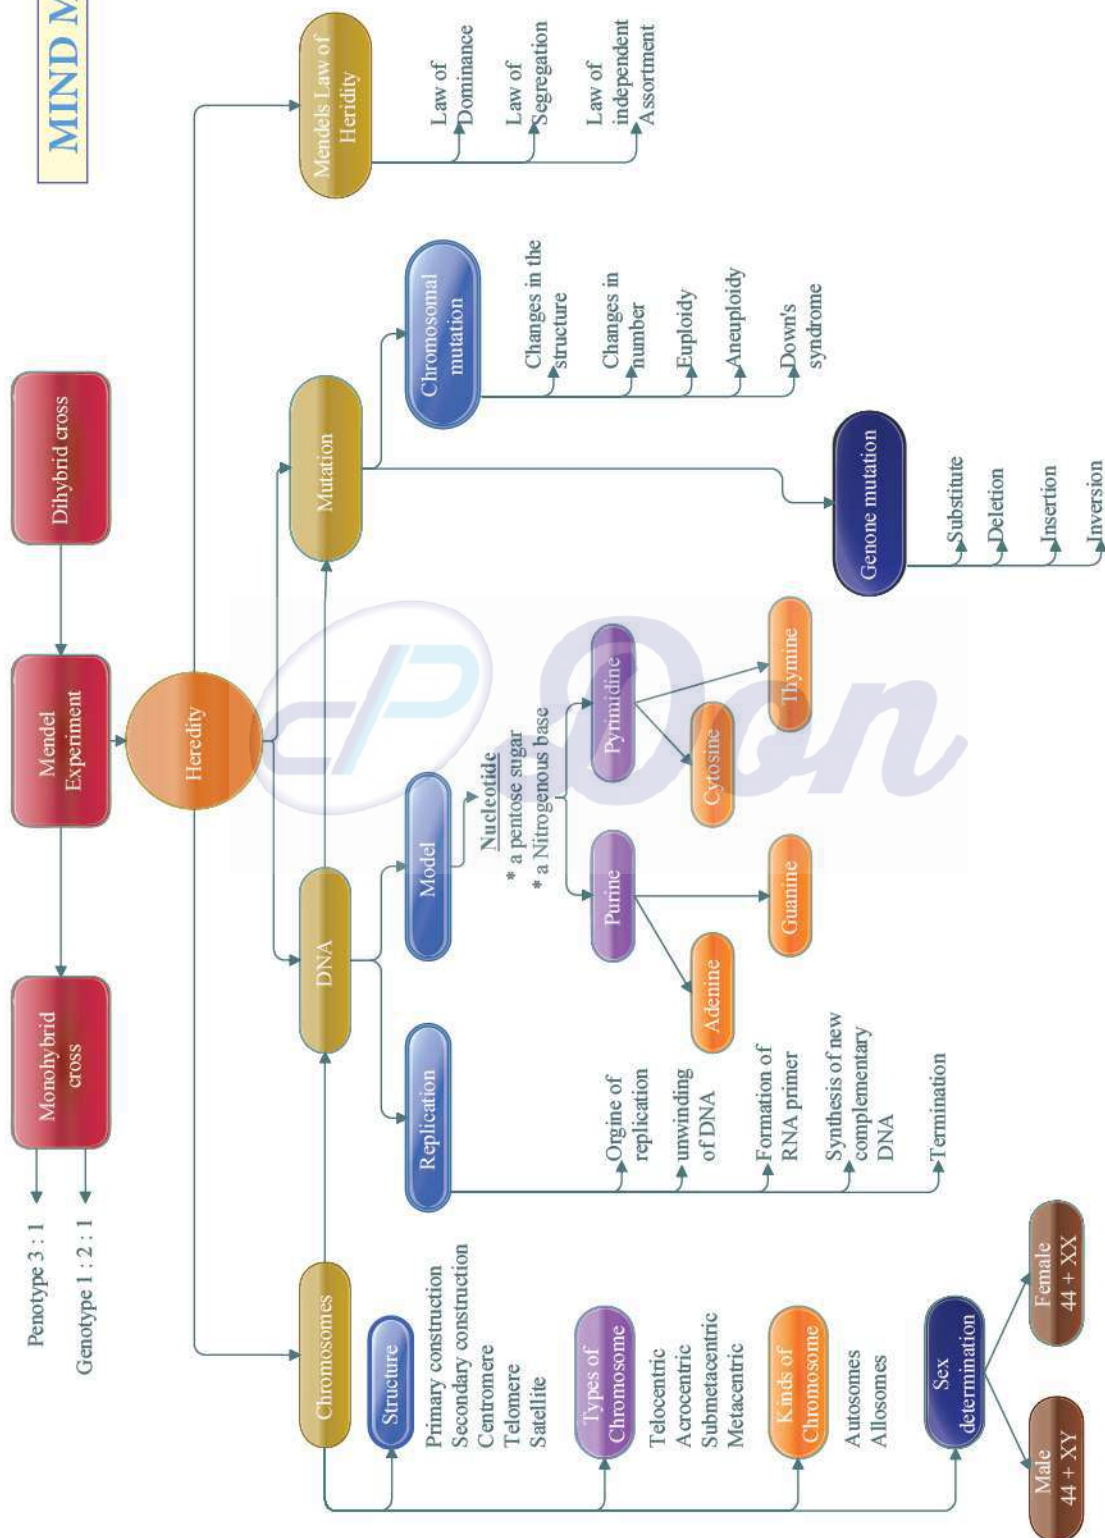 MIND M
Dihybrid cross
Mendel
Experiment
Monohybrid
cross
Penotype 3 : 1
Genotype 1 : 2 : 1
Heredity
Chromosomes
Structure
Primary construction
Secondary construction
Centromere
Telomere
Satellite
Types of
Chromosome
Telocentric
Acrocentric
Submetacentric
Metacentric
Kinds of
Chromosome
Autosomes
Allosomes
Sex
determination
Male
44 + XY
Female
44 + XX
DNA
Replication
Orgine of
replication
unwinding
of DNA
Formation of
RNA primer
Synthesis of new
complementary
DNA
Termination
Model
Nucleotide
* a pentose sugar
* a Nitrogenous base
Purine
Adenine
Guanine
Pyrimidine
Cytosine
Thymine
Mutation
Chromosomal
mutation
Changes in the
structure
Changes in
number
Euploidy
Aneuploidy
Down's
syndrome
Genone mutation
Substitute
Deletion
Insertion
Inversion
Mendels Law of
Heridity
Law of
Dominance
Law of
Segregation
Law of
independent
Assortment
Don